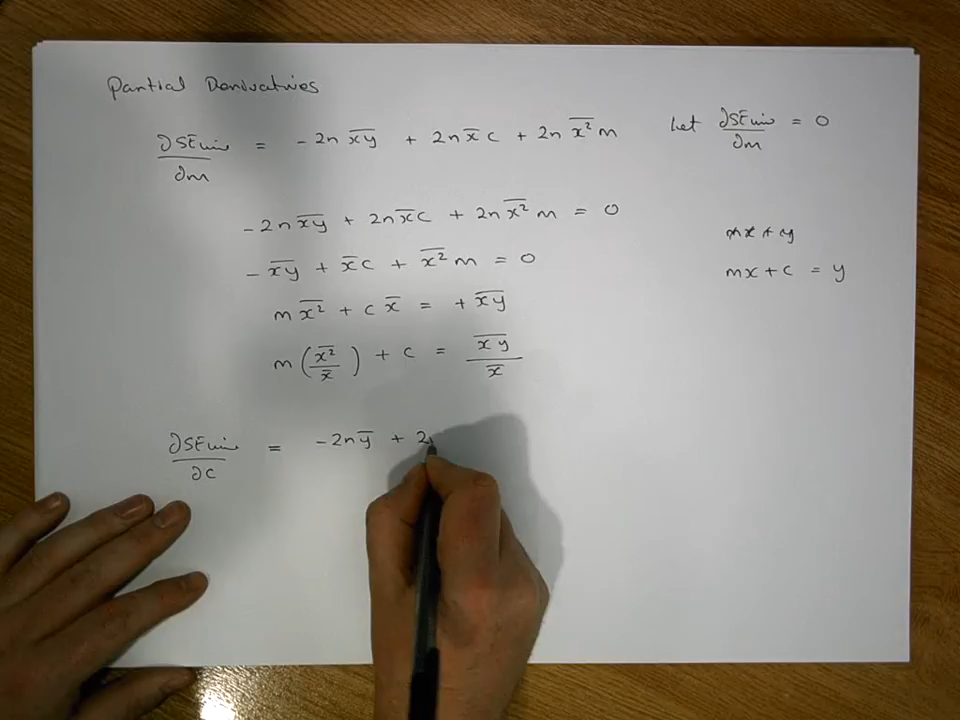 Partial Derivatives
∂SEline/∂m = -2n x̅y̅ + 2n x̅ c + 2n x̅²̅ m
Let ∂SEline/∂m = 0
-2n x̅y̅ + 2n x̅ c + 2n x̅²̅ m = 0
- x̅y̅ + x̅ c + x̅²̅ m = 0
mx + c = y
m x̅²̅ + c x̅ = + x̅y̅
m (x̅²̅/x̅) + c = x̅y̅/x̅
∂SEline/∂c = -2n y̅ + 2